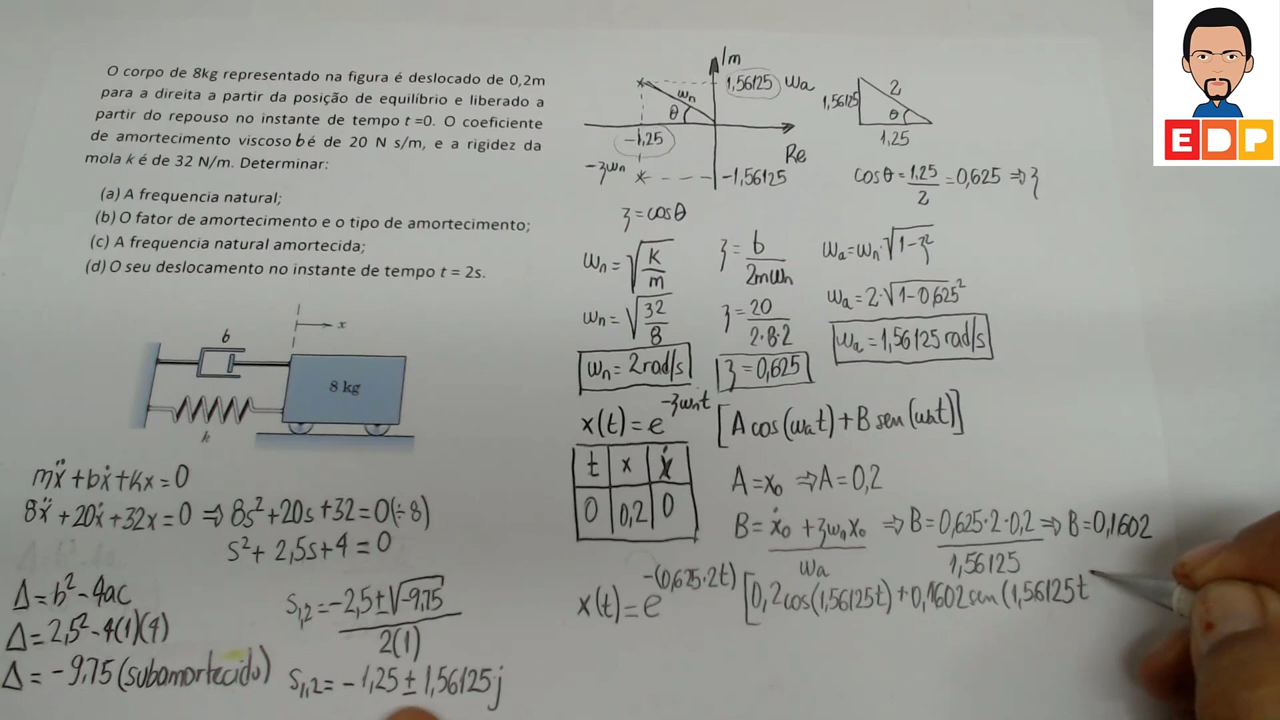 O corpo de 8kg representado na figura é deslocado de 0,2m
para a direita a partir da posição de equilíbrio e liberado a
partir do repouso no instante de tempo t =0. O coeficiente
de amortecimento viscoso b é de 20 N s/m, e a rigidez da
mola k é de 32 N/m. Determinar:
(a) A frequencia natural;
(b) O fator de amortecimento e o tipo de amortecimento;
(c) A frequencia natural amortecida;
(d) O seu deslocamento no instante de tempo t = 2s.
x
b
8 kg
k
mẍ + bẋ + kx = 0
8ẍ + 20ẋ + 32x = 0 ⇒ 8s² + 20s + 32 = 0 (÷8)
s² + 2,5s + 4 = 0
Δ = b² - 4ac
Δ = 2,5² - 4(1)(4)
Δ = -9,75 (subamortecido)
S1,2 = -2,5 ± √-9,75
2(1)
S1,2 = -1,25 ± 1,56125j
Im
1,56125 ωa
ωn
θ
-1,25
Re
-ζωn
-1,56125
2
1,56125
θ
1,25
cosθ = 1,25/2 = 0,625 ⇒ ζ
ζ = cosθ
ωn = √k/m
ζ = b/2mωn
ωa = ωn·√1-ζ²
ωn = √32/8
ζ = 20/2·8·2
ωa = 2·√1-0,625²
ωn = 2rad/s
ζ = 0,625
ωa = 1,56125 rad/s
x(t) = e^-ζωnt [A cos(ωat) + B sen(ωat)]
t x ẋ
0 0,2 0
A = x0 ⇒ A = 0,2
B = ẋ0 + ζωnx0/ωa ⇒ B = 0,625·2·0,2/1,56125 ⇒ B = 0,1602
x(t) = e^-(0,625·2t) [0,2cos(1,56125t) + 0,1602 sen(1,56125t
EDP